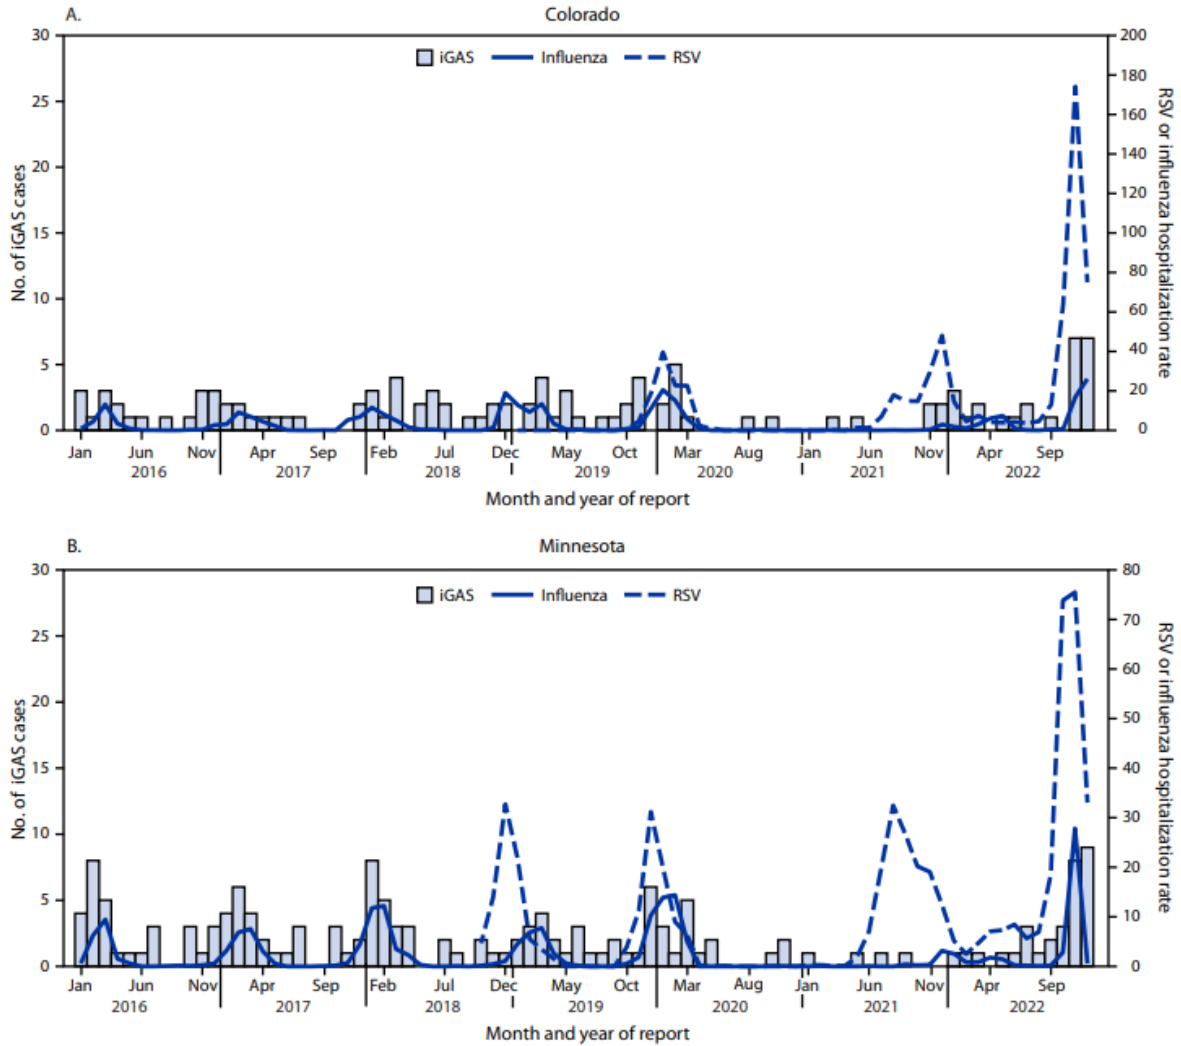 A. Colorado
iGAS Influenza RSV
No. of iGAS cases
30
25
20
15
10
5
0
RSV or influenza hospitalization rate
200
180
160
140
120
100
80
60
40
20
0
Jan Jun Nov Apr Sep Feb Jul Dec May Oct Mar Aug Jan Jun Nov Apr Sep
2016 2017 2018 2019 2020 2021 2022
Month and year of report
B. Minnesota
iGAS Influenza RSV
No. of iGAS cases
30
25
20
15
10
5
0
RSV or influenza hospitalization rate
80
70
60
50
40
30
20
10
0
Jan Jun Nov Apr Sep Feb Jul Dec May Oct Mar Aug Jan Jun Nov Apr Sep
2016 2017 2018 2019 2020 2021 2022
Month and year of report